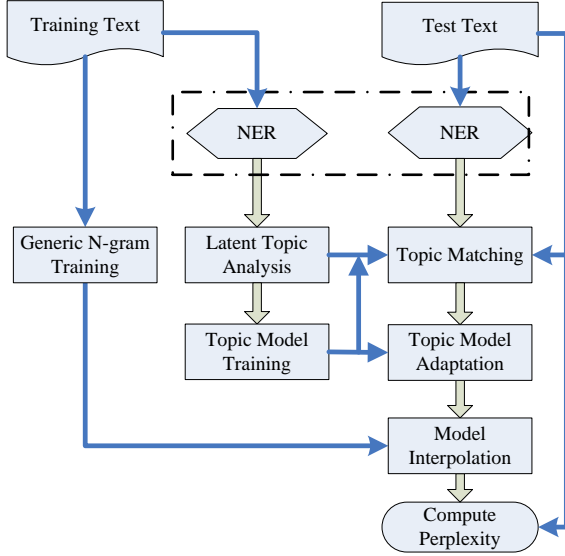 Training Text
Test Text
NER
NER
Generic N-gram
Training
Latent Topic
Analysis
Topic Matching
Topic Model
Training
Topic Model
Adaptation
Model
Interpolation
Compute
Perplexity